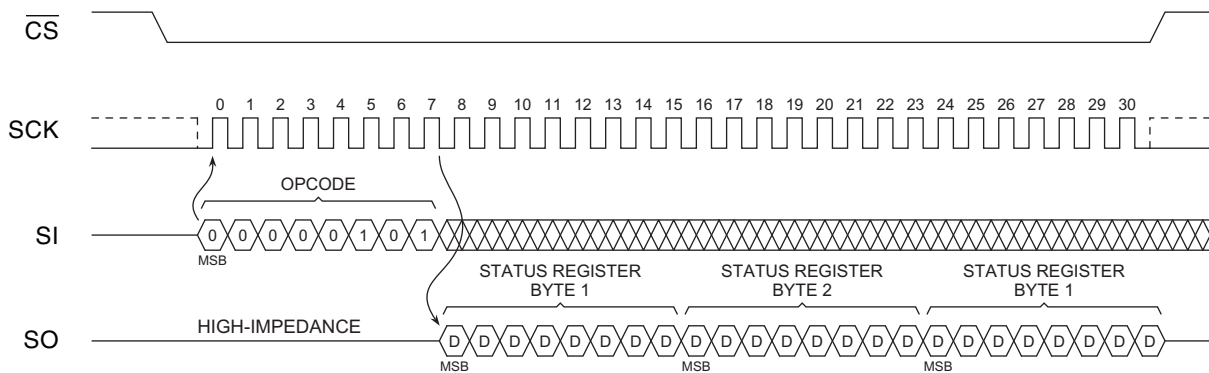 CS
0 1 2 3 4 5 6 7 8 9 10 11 12 13 14 15 16 17 18 19 20 21 22 23 24 25 26 27 28 29 30
SCK
OPCODE
SI
0 0 0 0 0 1 0 1
MSB
STATUS REGISTER
BYTE 1
STATUS REGISTER
BYTE 2
STATUS REGISTER
BYTE 1
HIGH-IMPEDANCE
SO
D D D D D D D D D D D D D D D D D D D D D D D D
MSB MSB MSB